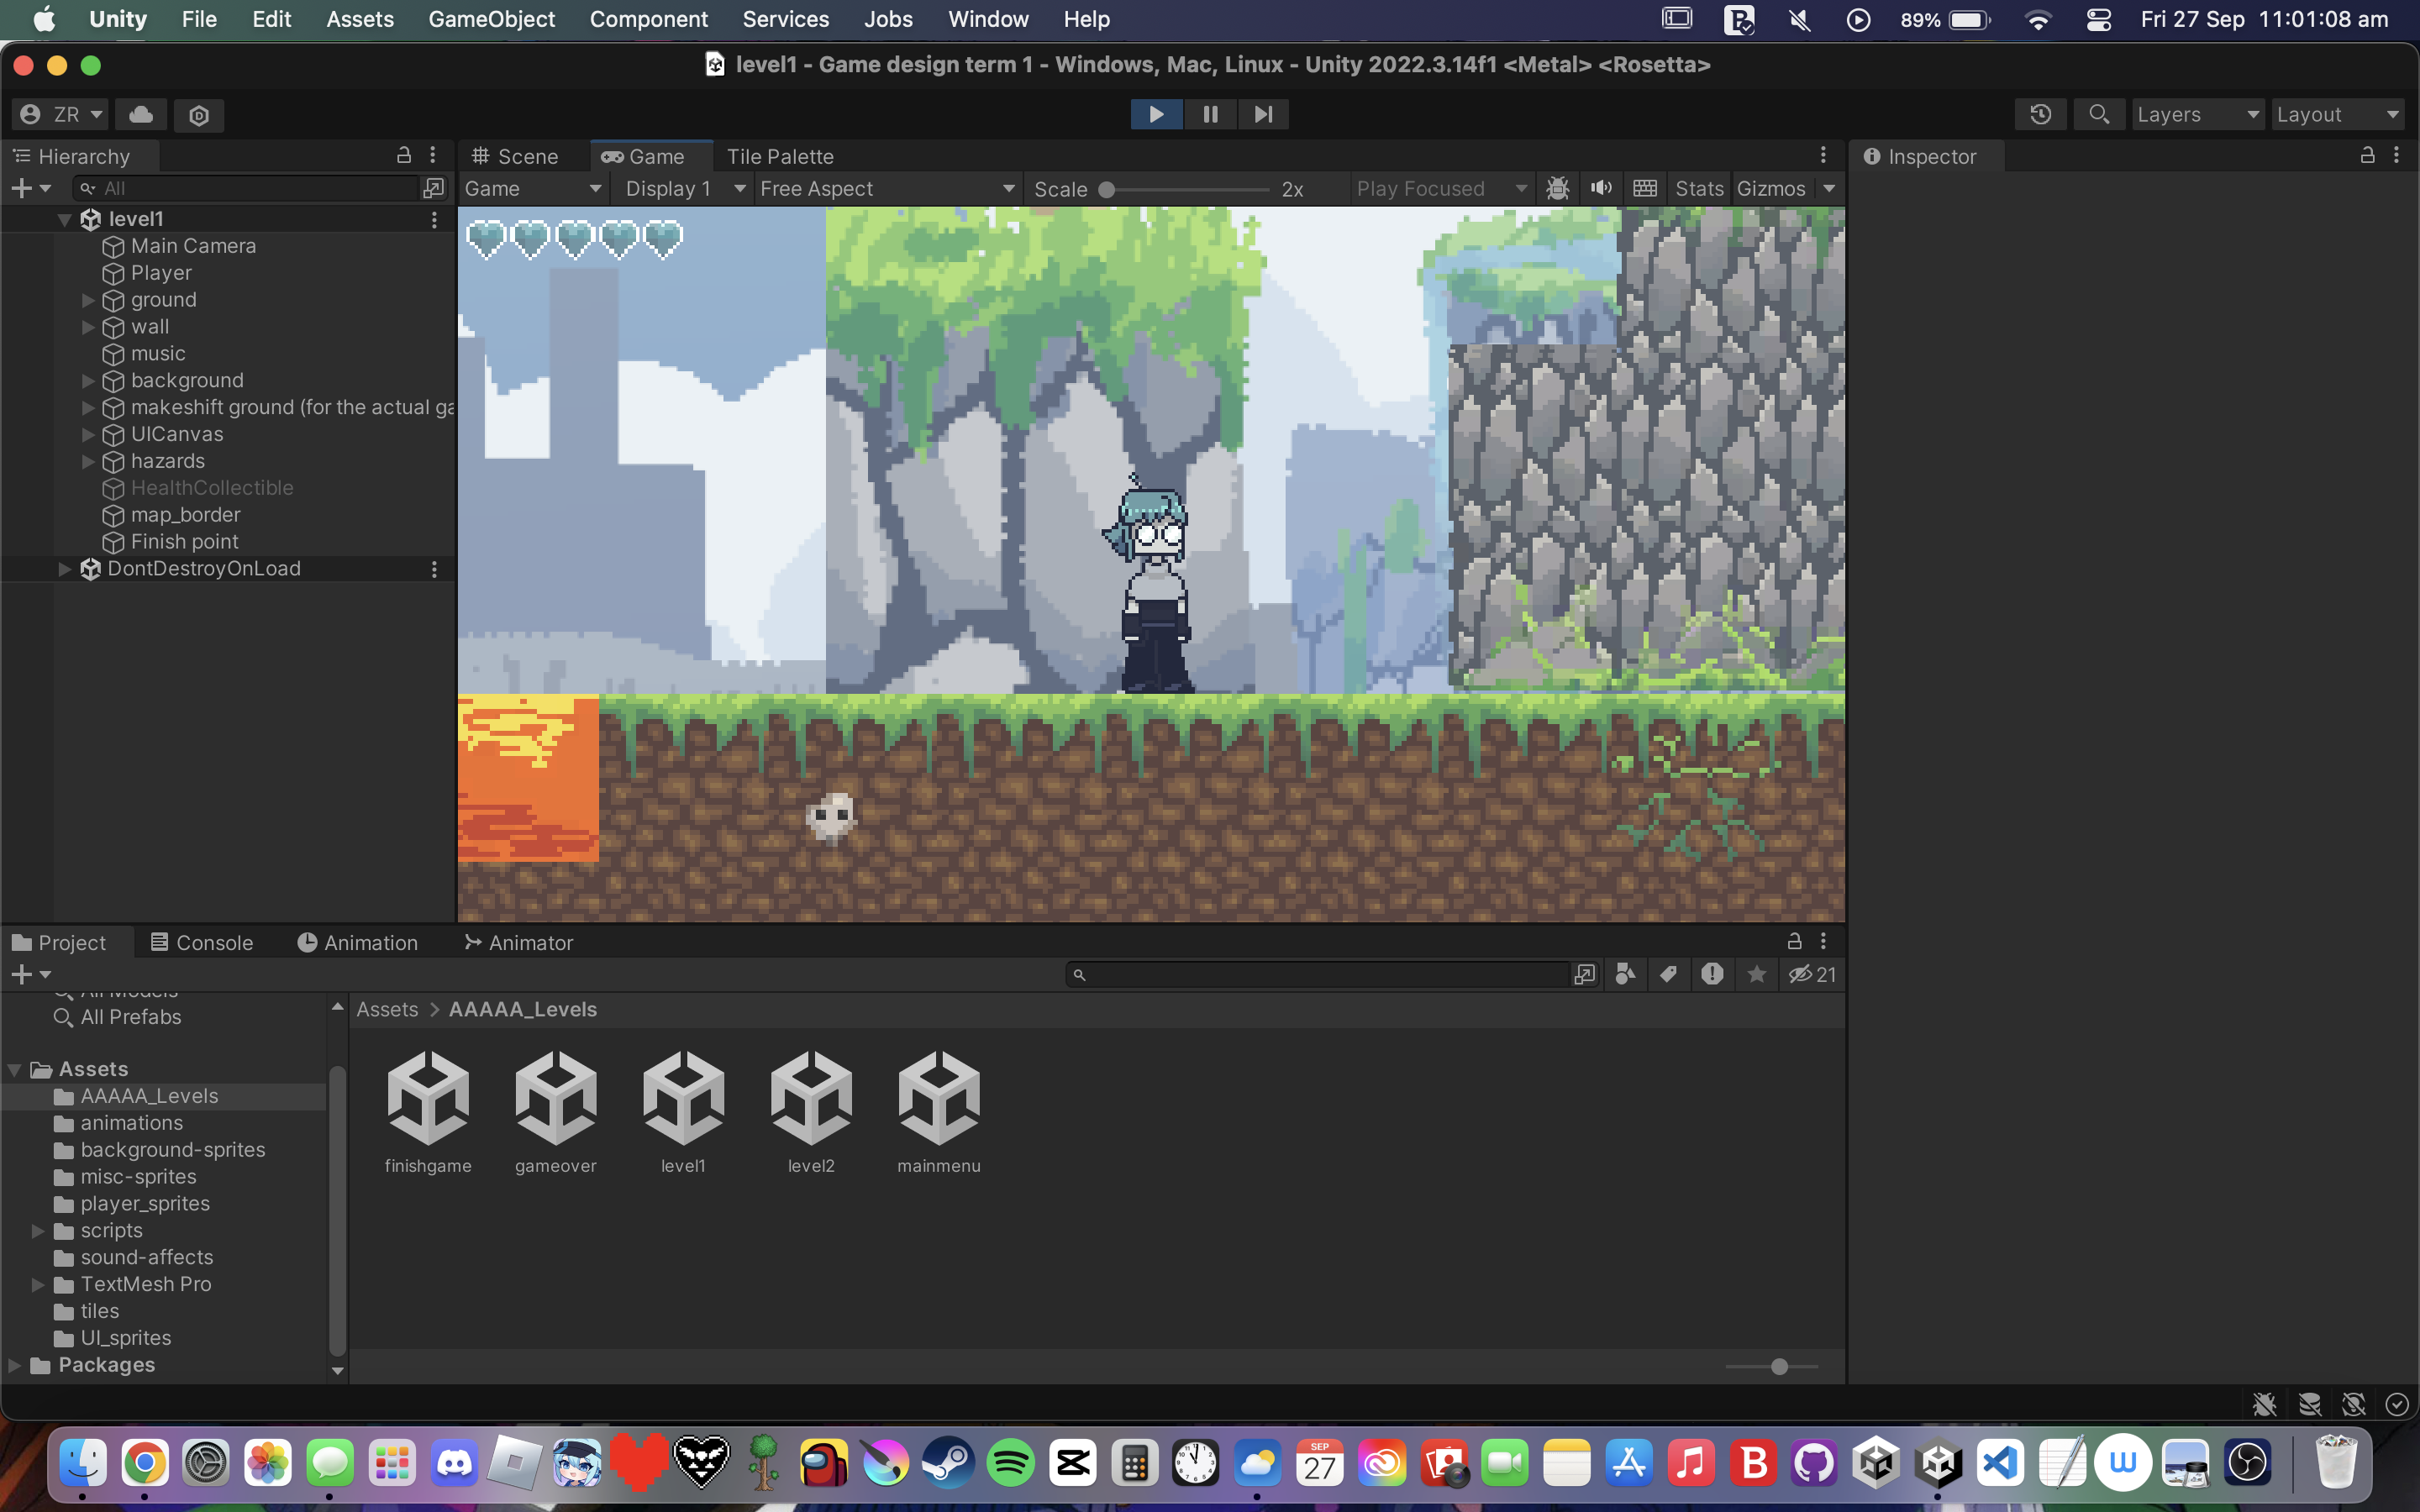 Unity File Edit Assets GameObject Component Services Jobs Window Help 89% Fri 27 Sep 11:01:08 am
level1 - Game design term 1 - Windows, Mac, Linux - Unity 2022.3.14f1 <Metal> <Rosetta>
ZR Layers Layout
Hierarchy Scene Game Tile Palette Inspector
All Game Display 1 Free Aspect Scale 2x Play Focused Stats Gizmos
level1
Main Camera
Player
ground
wall
music
background
makeshift ground (for the actual ga
UICanvas
hazards
HealthCollectible
map_border
Finish point
DontDestroyOnLoad
Project Console Animation Animator
21
All Models
All Prefabs
Assets > AAAAA_Levels
Assets
AAAAA_Levels
animations
background-sprites
misc-sprites
player_sprites
scripts
sound-affects
TextMesh Pro
tiles
UI_sprites
Packages
finishgame gameover level1 level2 mainmenu
SEP
27
B
W